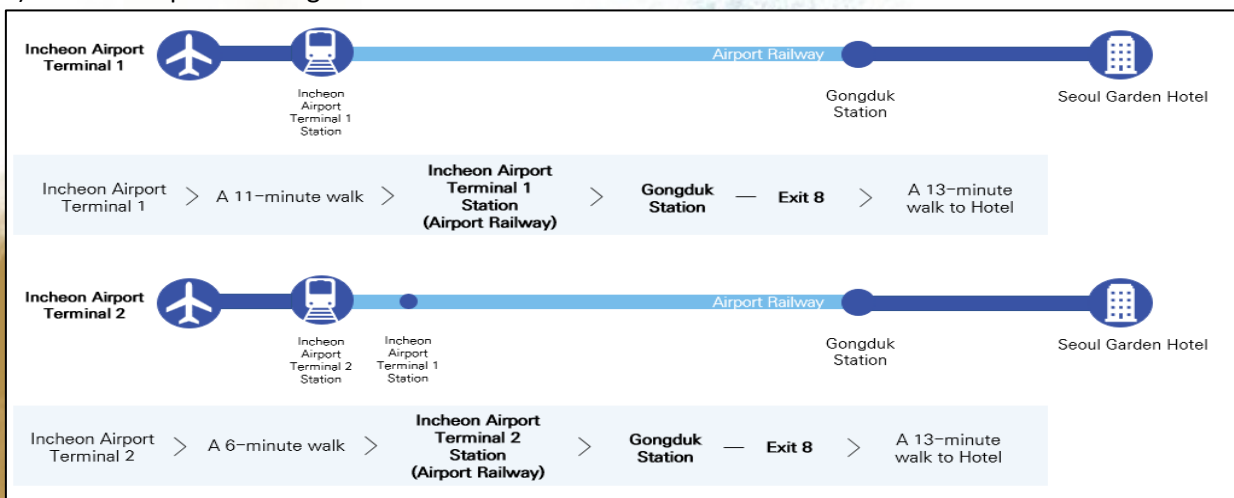 Incheon Airport
Terminal 1
Airport Railway
Incheon
Airport
Terminal 1
Station
Gongduk
Station
Seoul Garden Hotel
Incheon Airport
Terminal 1
>
A 11-minute walk
>
Incheon Airport
Terminal 1
Station
(Airport Railway)
>
Gongduk
Station
—
Exit 8
>
A 13-minute
walk to Hotel
Incheon Airport
Terminal 2
Airport Railway
Incheon
Airport
Terminal 2
Station
Incheon
Airport
Terminal 1
Station
Gongduk
Station
Seoul Garden Hotel
Incheon Airport
Terminal 2
>
A 6-minute walk
>
Incheon Airport
Terminal 2
Station
(Airport Railway)
>
Gongduk
Station
—
Exit 8
>
A 13-minute
walk to Hotel